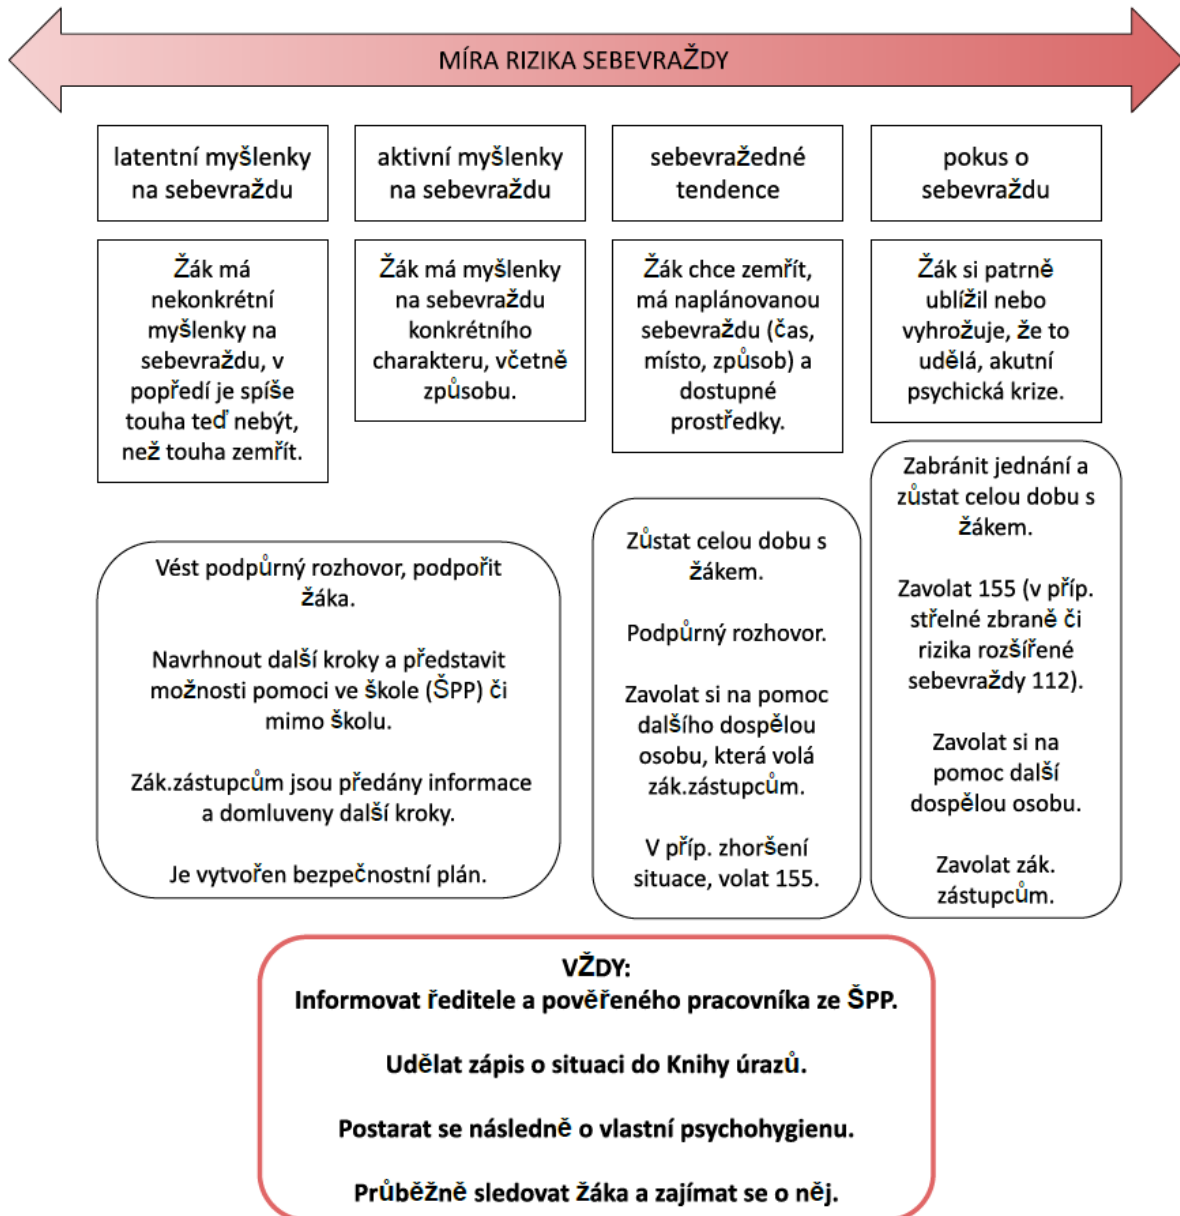 MÍRA RIZIKA SEBEVRAŽDY
latentní myšlenky
na sebevraždu
aktivní myšlenky
na sebevraždu
sebevražedné
tendence
pokus o
sebevraždu
Žák má
nekonkrétní
myšlenky na
sebevraždu, v
popředí je spíše
touha teď nebýt,
než touha zemřít.
Žák má myšlenky
na sebevraždu
konkrétního
charakteru, včetně
způsobu.
Žák chce zemřít,
má naplánovanou
sebevraždu (čas,
místo, způsob) a
dostupné
prostředky.
Žák si patrně
ublížil nebo
vyhrožuje, že to
udělá, akutní
psychická krize.
Vést podpůrný rozhovor, podpořit
žáka.
Navrhnout další kroky a představit
možnosti pomoci ve škole (ŠPP) či
mimo školu.
Zák.zástupcům jsou předány informace
a domluveny další kroky.
Je vytvořen bezpečnostní plán.
Zůstat celou dobu s
žákem.
Podpůrný rozhovor.
Zavolat si na pomoc
dalšího dospělou
osobu, která volá
zák.zástupcům.
V příp. zhoršení
situace, volat 155.
Zabránit jednání a
zůstat celou dobu s
žákem.
Zavolat 155 (v příp.
střelné zbraně či
rizika rozšířené
sebevraždy 112).
Zavolat si na
pomoc další
dospělou osobu.
Zavolat zák.
zástupcům.
VŽDY:
Informovat ředitele a pověřeného pracovníka ze ŠPP.
Udělat zápis o situaci do Knihy úrazů.
Postarat se následně o vlastní psychohygienu.
Průběžně sledovat žáka a zajímat se o něj.